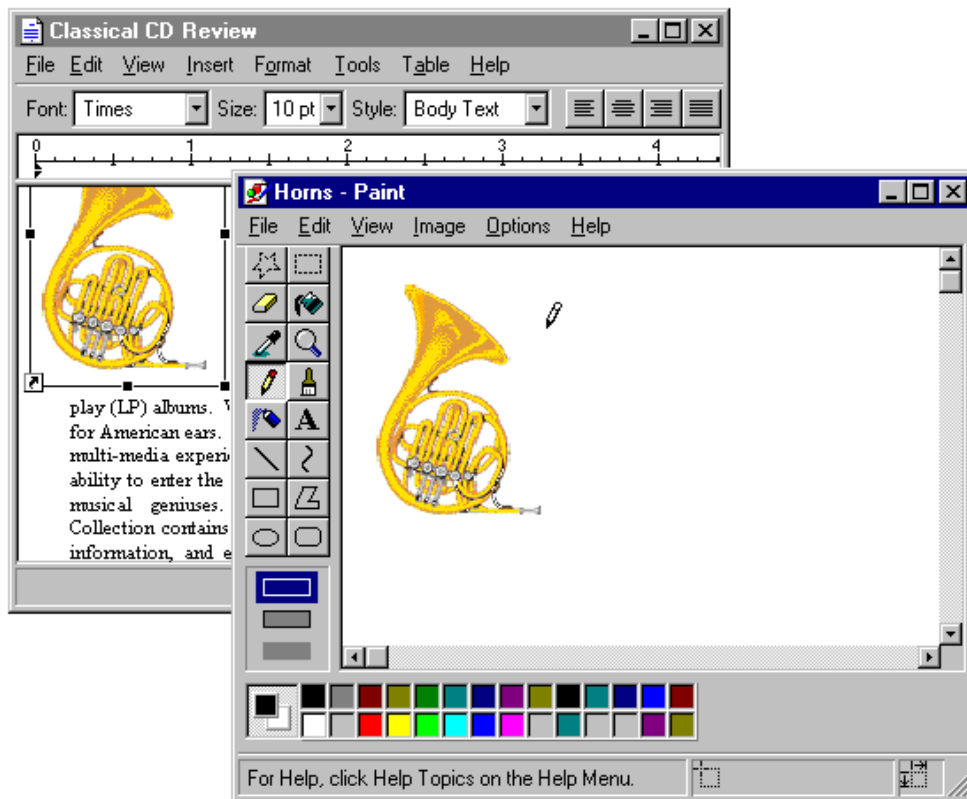 Classical CD Review
File Edit View Insert Format Tools Table Help
Font: Times Size: 10 pt Style: Body Text
0 1 2 3 4
play (LP) albums.
for American ears.
multi-media experi
ability to enter the
musical geniuses.
Collection contains
information, and e
Horns - Paint
File Edit View Image Options Help
A
For Help, click Help Topics on the Help Menu.